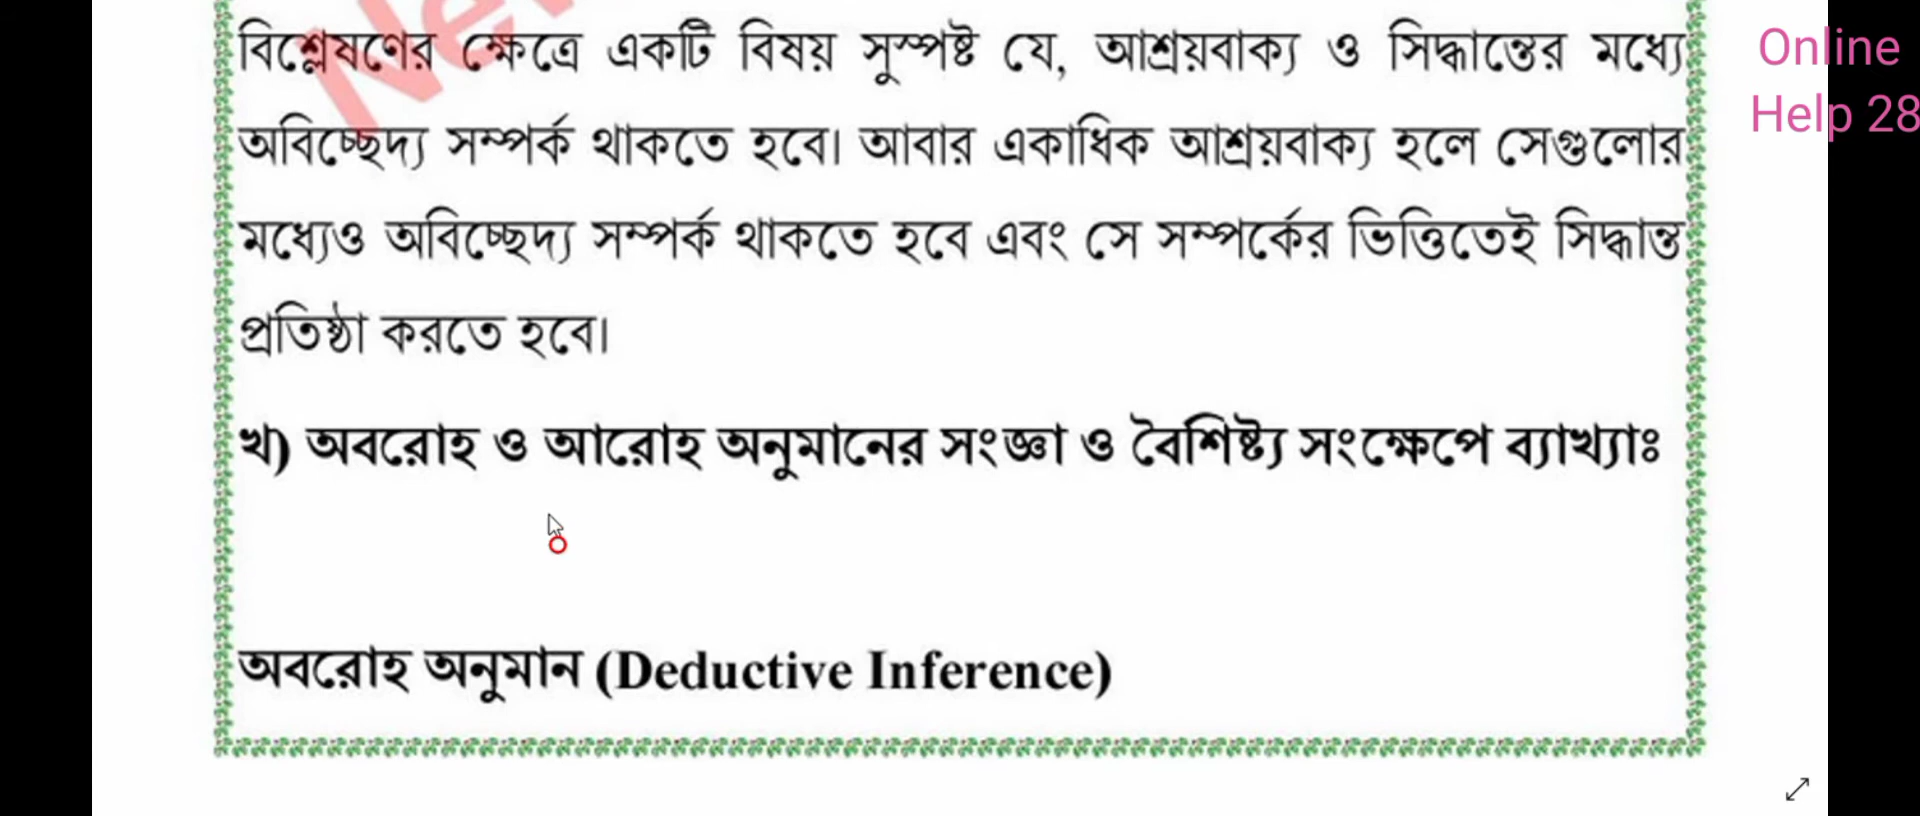 বিশ্লেষণের ক্ষেত্রে একটি বিষয় সুস্পষ্ট যে, আশ্রয়বাক্য ও সিদ্ধান্তের মধ্যে
অবিচ্ছেদ্য সম্পর্ক থাকতে হবে। আবার একাধিক আশ্রয়বাক্য হলে সেগুলোর
মধ্যেও অবিচ্ছেদ্য সম্পর্ক থাকতে হবে এবং সে সম্পর্কের ভিত্তিতেই সিদ্ধান্ত
প্রতিষ্ঠা করতে হবে।
খ) অবরোহ ও আরোহ অনুমানের সংজ্ঞা ও বৈশিষ্ট্য সংক্ষেপে ব্যাখ্যাঃ
অবরোহ অনুমান (Deductive Inference)
Online
Help 28